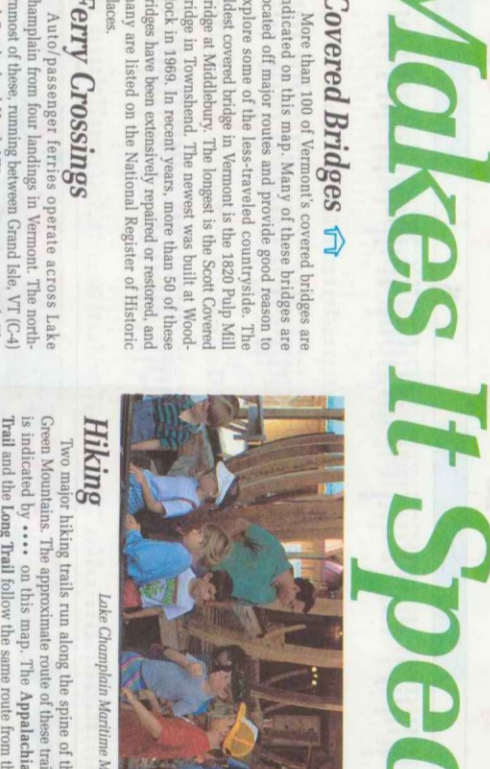 Makes It Spec
Covered Bridges
More than 100 of Vermont's covered bridges are
indicated on this map. Many of these bridges are
located off major routes and provide good reason to
explore some of the less-traveled countryside. The
oldest covered bridge in Vermont is the 1820 Pulp Mill
Bridge at Middlebury. The longest is the Scott Covered
Bridge in Townshend. The newest was built at Wood-
stock in 1969. In recent years, more than 50 of these
bridges have been extensively repaired or restored, and
many are listed on the National Register of Historic
Places.
Ferry Crossings
Auto/passenger ferries operate across Lake
Champlain from four landings in Vermont. The north-
ernmost of these, running between Grand Isle, VT (C-4)
Lake Champlain Maritime M
Hiking
Two major hiking trails run along the spine of th
Green Mountains. The approximate route of these trai
is indicated by •••• on this map. The Appalachia
Trail and the Long Trail follow the same route from th